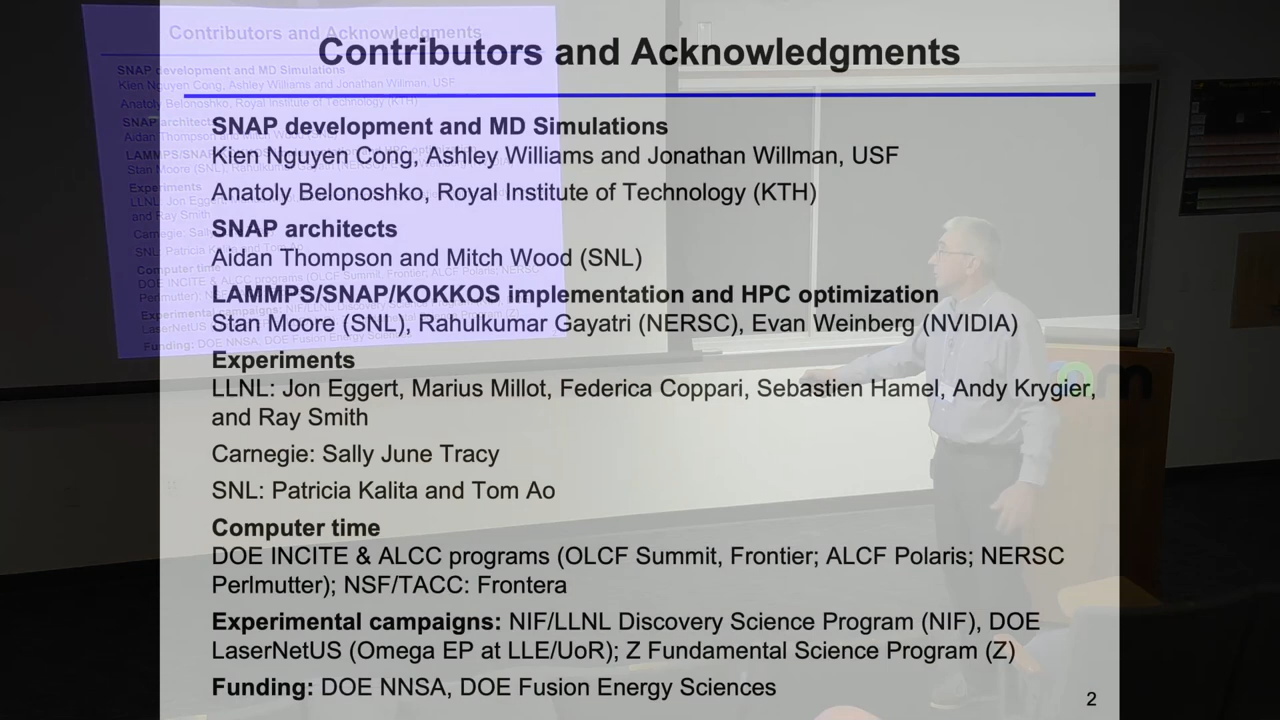 Contributors and Acknowledgments
SNAP development and MD Simulations
Kien Nguyen Cong, Ashley Williams and Jonathan Willman, USF
Anatoly Belonoshko, Royal Institute of Technology (KTH)
SNAP architects
Aidan Thompson and Mitch Wood (SNL)
LAMMPS/SNAP/KOKKOS implementation and HPC optimization
Stan Moore (SNL), Rahulkumar Gayatri (NERSC), Evan Weinberg (NVIDIA)
Experiments
LLNL: Jon Eggert, Marius Millot, Federica Coppari, Sebastien Hamel, Andy Krygier,
and Ray Smith
Carnegie: Sally June Tracy
SNL: Patricia Kalita and Tom Ao
Computer time
DOE INCITE & ALCC programs (OLCF Summit, Frontier; ALCF Polaris; NERSC
Perlmutter); NSF/TACC: Frontera
Experimental campaigns: NIF/LLNL Discovery Science Program (NIF), DOE
LaserNetUS (Omega EP at LLE/UoR); Z Fundamental Science Program (Z)
Funding: DOE NNSA, DOE Fusion Energy Sciences
2